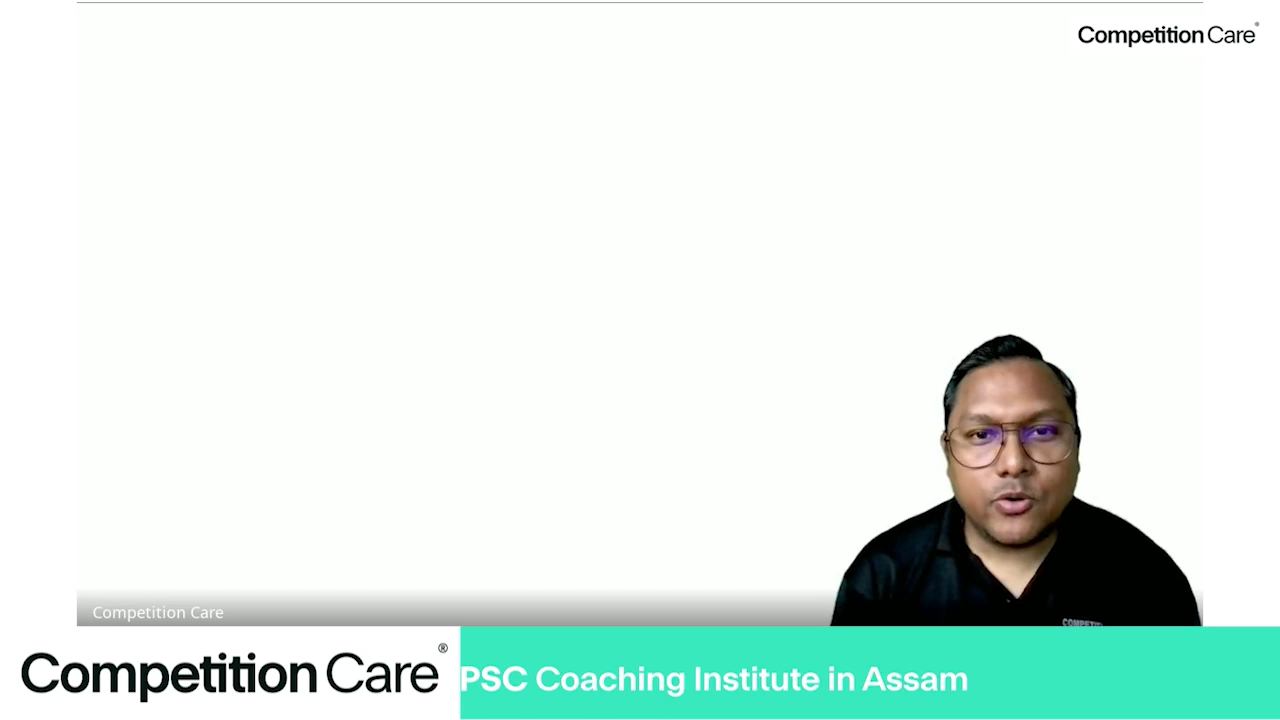 Competition Care®
Competition Care
Competition Care®
PSC Coaching Institute in Assam